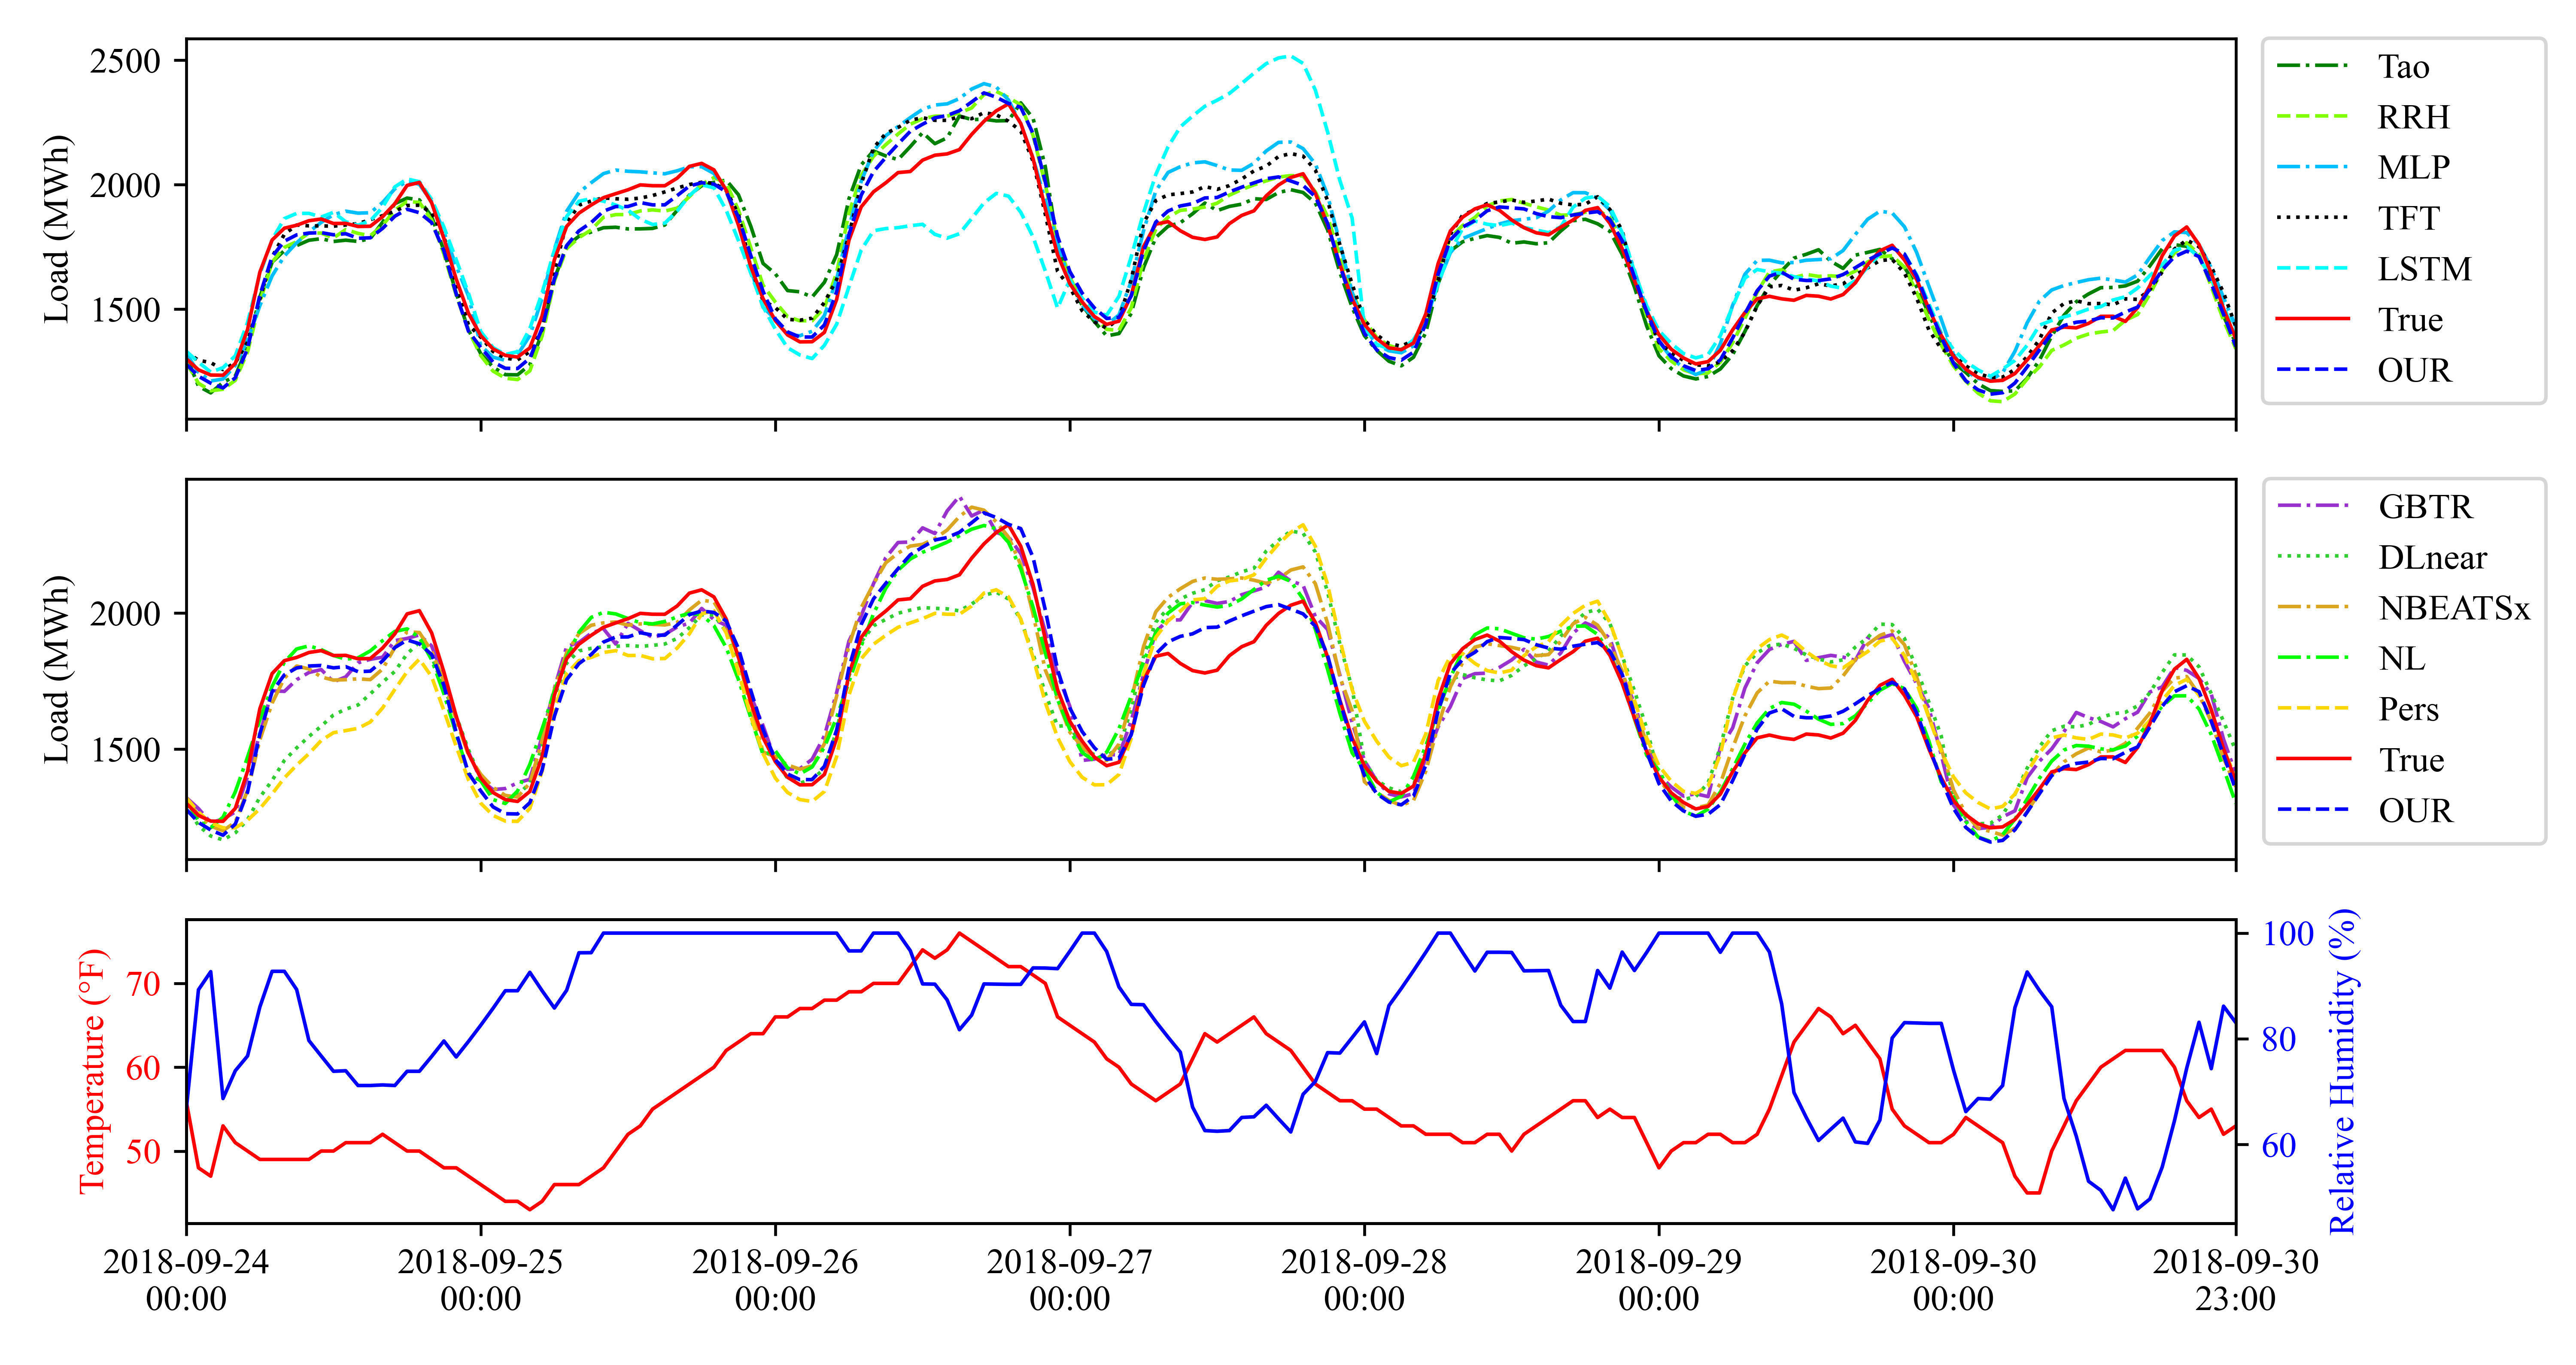 2500
2000
1500
Load (MWh)
Tao
RRH
MLP
TFT
LSTM
True
OUR
2000
1500
Load (MWh)
GBTR
DLnear
NBEATSx
NL
Pers
True
OUR
70
60
50
Temperature (°F)
100
80
60
Relative Humidity (%)
2018-09-24
00:00
2018-09-25
00:00
2018-09-26
00:00
2018-09-27
00:00
2018-09-28
00:00
2018-09-29
00:00
2018-09-30
00:00
2018-09-30
23:00